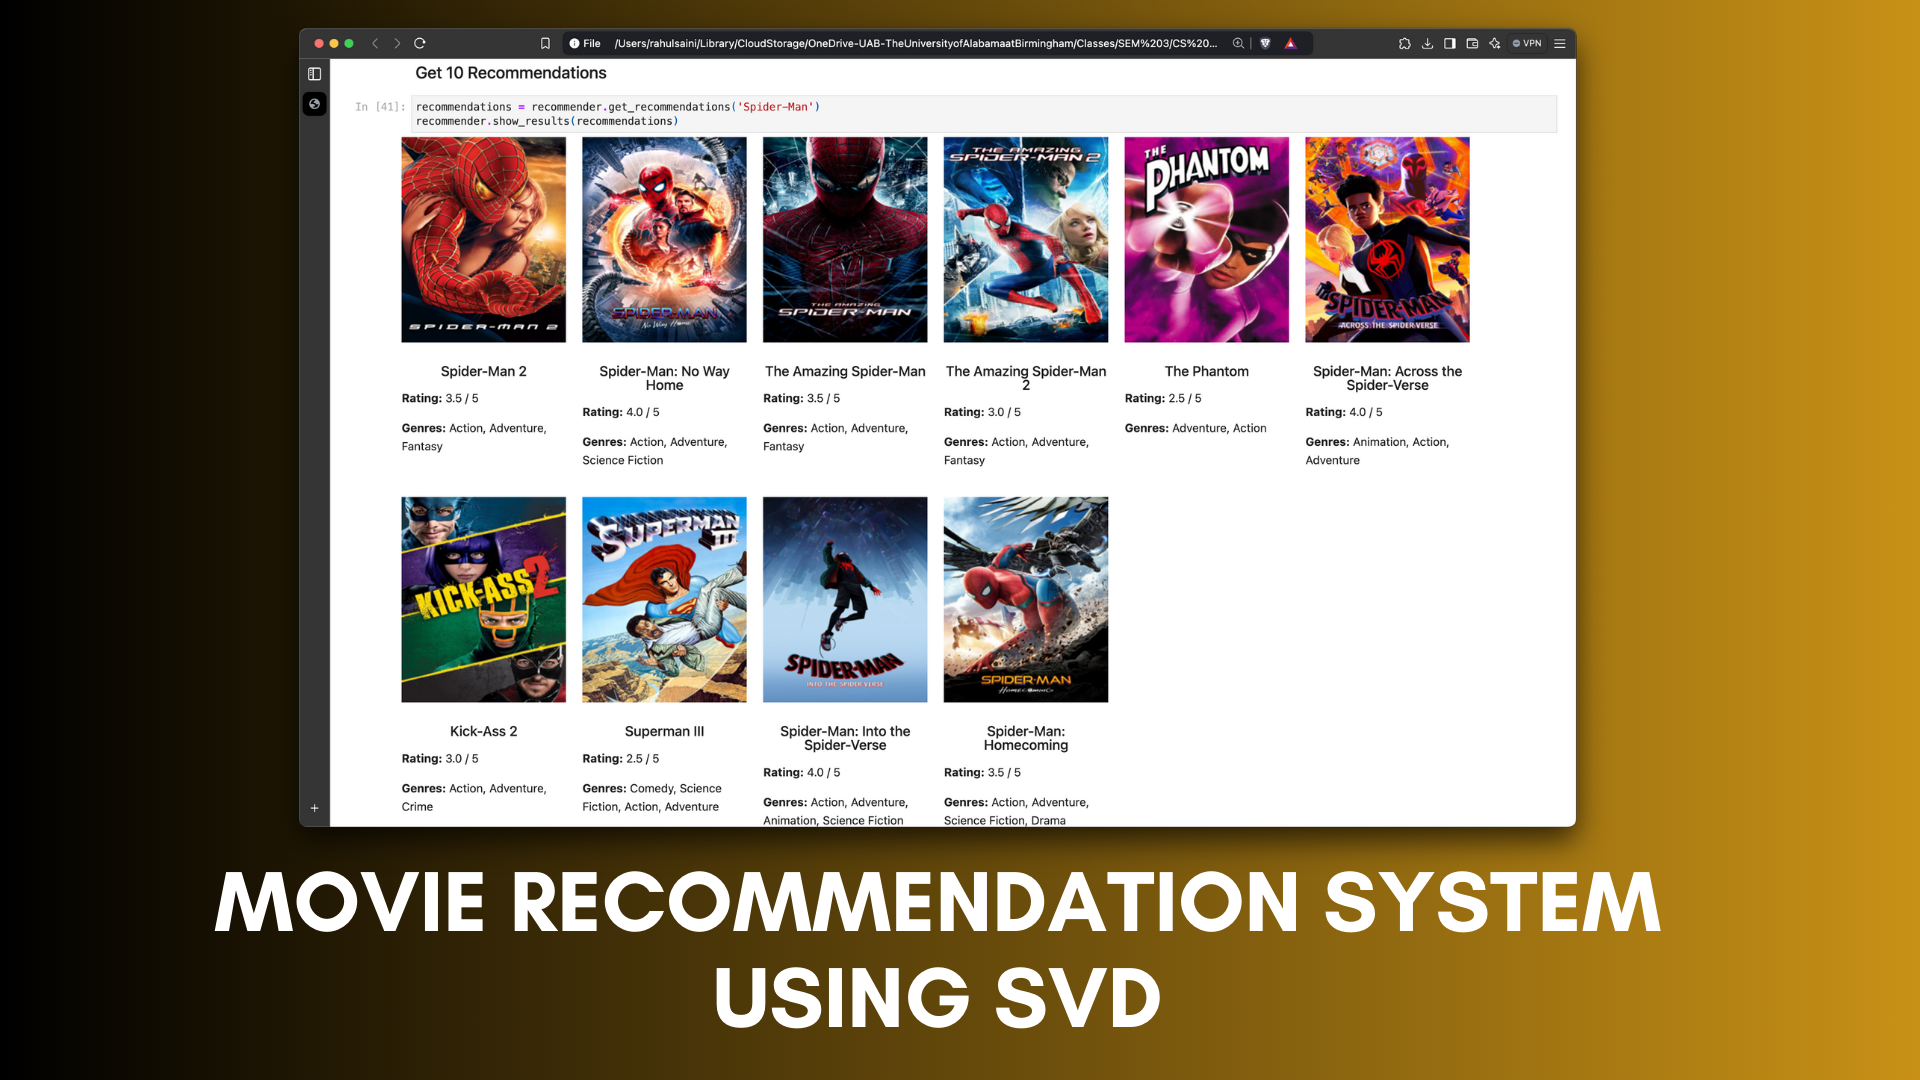 File /Users/rahulsaini/Library/CloudStorage/OneDrive-UAB-TheUniversityofAlabamaatBirmingham/Classes/SEM%203/CS%20... VPN
Get 10 Recommendations
In [41]: recommendations = recommender.get_recommendations('Spider-Man')
recommender.show_results(recommendations)
SPIDER-MAN 2
SPIDER-MAN
No Way Home
THE AMAZING
SPIDER-MAN
THE AMAZING
SPIDER-MAN 2
THE
PHANTOM
SPIDER-MAN
ACROSS THE SPIDER-VERSE
Spider-Man 2
Rating: 3.5 / 5
Genres: Action, Adventure,
Fantasy
Spider-Man: No Way
Home
Rating: 4.0 / 5
Genres: Action, Adventure,
Science Fiction
The Amazing Spider-Man
Rating: 3.5 / 5
Genres: Action, Adventure,
Fantasy
The Amazing Spider-Man
2
Rating: 3.0 / 5
Genres: Action, Adventure,
Fantasy
The Phantom
Rating: 2.5 / 5
Genres: Adventure, Action
Spider-Man: Across the
Spider-Verse
Rating: 4.0 / 5
Genres: Animation, Action,
Adventure
KICK-ASS 2
SUPERMAN
III
SPIDER-MAN
INTO THE SPIDER-VERSE
SPIDER-MAN
HOMECOMING
Kick-Ass 2
Rating: 3.0 / 5
Genres: Action, Adventure,
Crime
Superman III
Rating: 2.5 / 5
Genres: Comedy, Science
Fiction, Action, Adventure
Spider-Man: Into the
Spider-Verse
Rating: 4.0 / 5
Genres: Action, Adventure,
Animation, Science Fiction
Spider-Man:
Homecoming
Rating: 3.5 / 5
Genres: Action, Adventure,
Science Fiction, Drama
MOVIE RECOMMENDATION SYSTEM
USING SVD